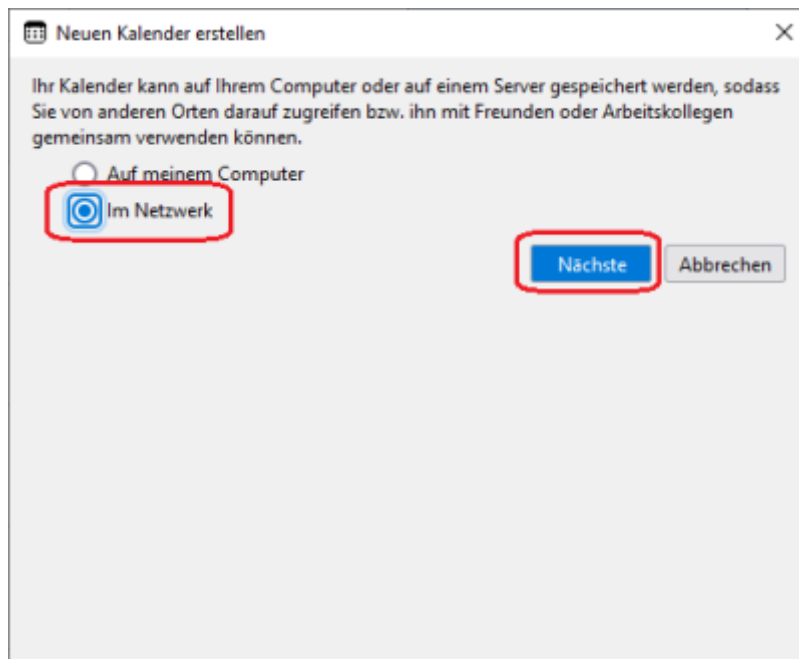 Neuen Kalender erstellen
Ihr Kalender kann auf Ihrem Computer oder auf einem Server gespeichert werden, sodass
Sie von anderen Orten darauf zugreifen bzw. ihn mit Freunden oder Arbeitskollegen
gemeinsam verwenden können.
Auf meinem Computer
Im Netzwerk
Nächste
Abbrechen